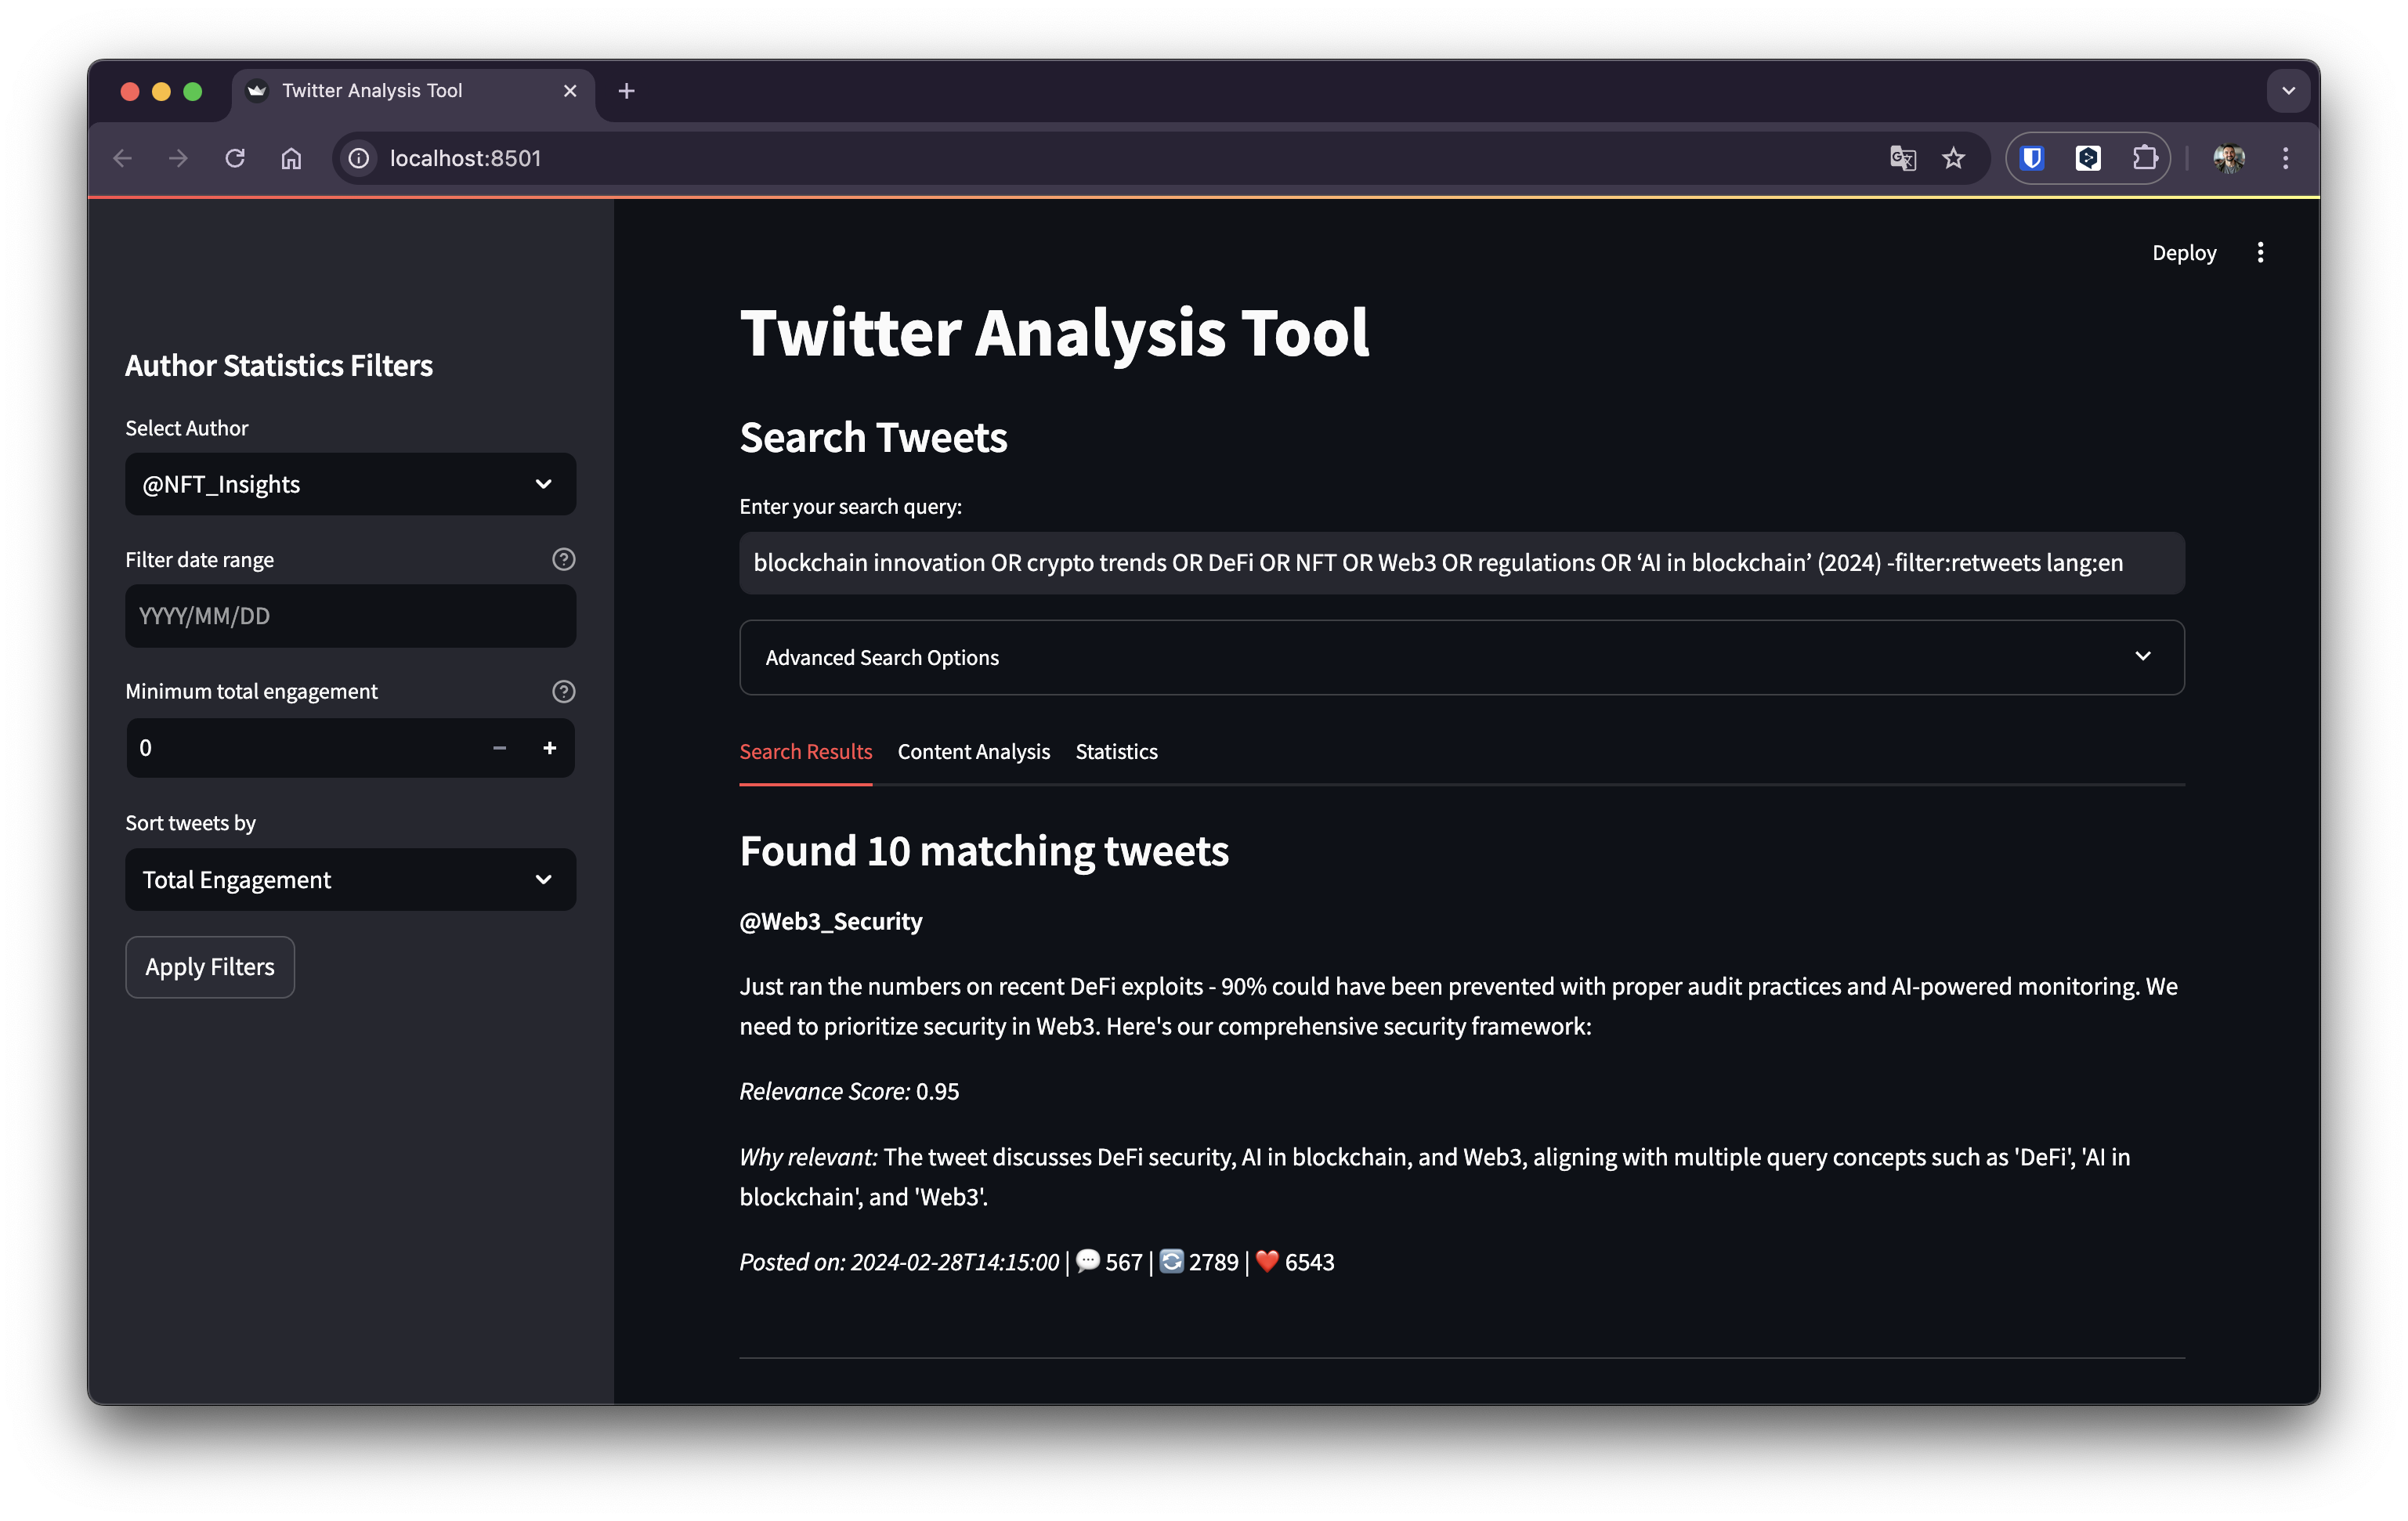 Twitter Analysis Tool
localhost:8501
Deploy
Author Statistics Filters
Select Author
@NFT_Insights
Filter date range
YYYY/MM/DD
Minimum total engagement
0
Sort tweets by
Total Engagement
Apply Filters
Twitter Analysis Tool
Search Tweets
Enter your search query:
blockchain innovation OR crypto trends OR DeFi OR NFT OR Web3 OR regulations OR ‘AI in blockchain’ (2024) -filter:retweets lang:en
Advanced Search Options
Search Results Content Analysis Statistics
Found 10 matching tweets
@Web3_Security
Just ran the numbers on recent DeFi exploits - 90% could have been prevented with proper audit practices and AI-powered monitoring. We
need to prioritize security in Web3. Here's our comprehensive security framework:
Relevance Score: 0.95
Why relevant: The tweet discusses DeFi security, AI in blockchain, and Web3, aligning with multiple query concepts such as 'DeFi', 'AI in
blockchain', and 'Web3'.
Posted on: 2024-02-28T14:15:00 | 💬 567 | 🔄 2789 | ❤️ 6543